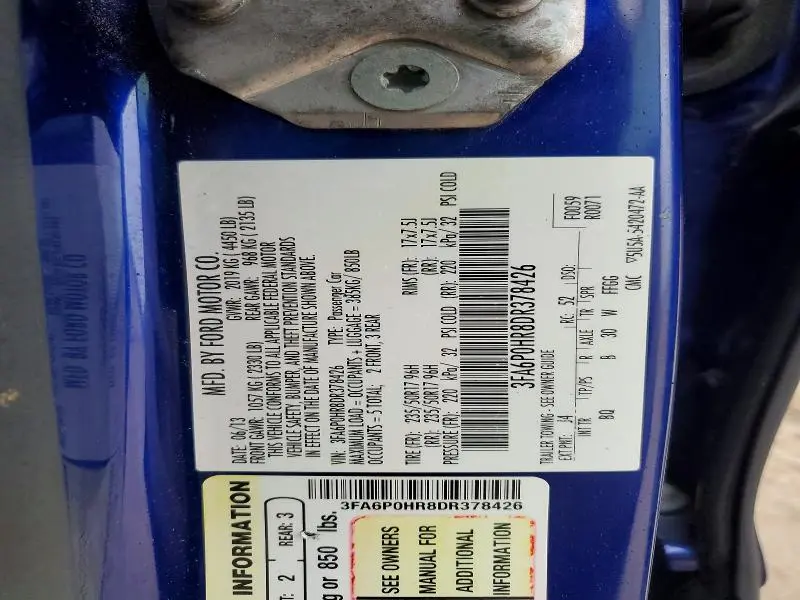 MFD. BY FORD MOTOR CO.
DATE: 06/13 GVWR: 2019 KG ( 4450 LB)
FRONT GAWR: 1057 KG ( 2330 LB) REAR GAWR: 968 KG ( 2135 LB)
THIS VEHICLE CONFORMS TO ALL APPLICABLE FEDERAL MOTOR
VEHICLE SAFETY, BUMPER, AND THEFT PREVENTION STANDARDS
IN EFFECT ON THE DATE OF MANUFACTURE SHOWN ABOVE.
VIN: 3FA6P0HR8DR378426 TYPE: Passenger Car
MAXIMUM LOAD = OCCUPANTS + LUGGAGE = 385KG / 850LB
OCCUPANTS = 5 TOTAL: 2 FRONT, 3 REAR
TIRE (FR): 235/50R17 96H RIMS (FR): 17x7.5J
(RR): 235/50R17 96H (RR): 17x7.5J
PRESSURE (FR): 220 kPa/ 32 PSI COLD (RR): 220 kPa/ 32 PSI COLD
3FA6P0HR8DR378426
F0059
R0071
TRAILER TOWING - SEE OWNER GUIDE
EXT PNT: J4 RC: 52 DSO:
INT TR TP/PS R AXLE TR SPR
BQ B 30 W FFGG
CNC 5U5A-5420472-AA
3FA6P0HR8DR378426
INFORMATION
2 REAR: 3
or 850 lbs.
SEE OWNERS
MANUAL FOR
ADDITIONAL
INFORMATION